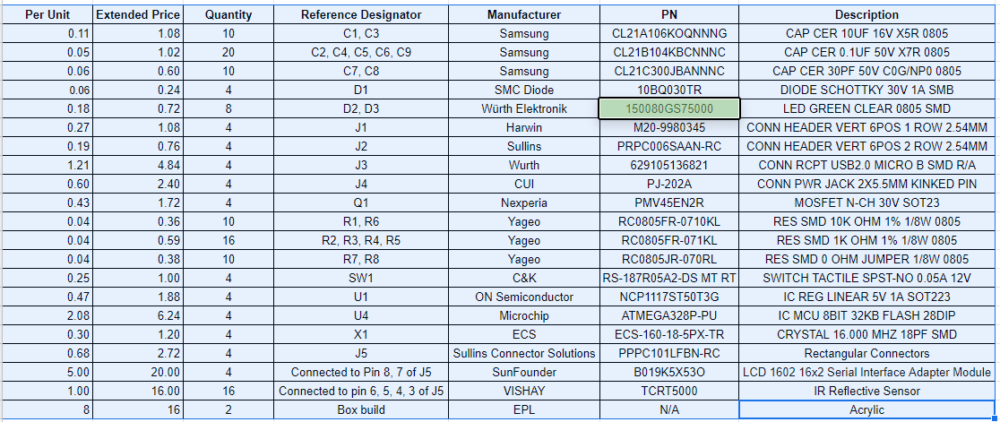 Per Unit Extended Price Quantity Reference Designator Manufacturer PN Description
0.11 1.08 10 C1, C3 Samsung CL21A106KOQNNNG CAP CER 10UF 16V X5R 0805
0.05 1.02 20 C2, C4, C5, C6, C9 Samsung CL21B104KBCNNNC CAP CER 0.1UF 50V X7R 0805
0.06 0.60 10 C7, C8 Samsung CL21C300JBANNNC CAP CER 30PF 50V C0G/NP0 0805
0.06 0.24 4 D1 SMC Diode 10BQ030TR DIODE SCHOTTKY 30V 1A SMB
0.18 0.72 8 D2, D3 Würth Elektronik 150080GS75000 LED GREEN CLEAR 0805 SMD
0.27 1.08 4 J1 Harwin M20-9980345 CONN HEADER VERT 6POS 1 ROW 2.54MM
0.19 0.76 4 J2 Sullins PRPC006SAAN-RC CONN HEADER VERT 6POS 2 ROW 2.54MM
1.21 4.84 4 J3 Wurth 629105136821 CONN RCPT USB2.0 MICRO B SMD R/A
0.60 2.40 4 J4 CUI PJ-202A CONN PWR JACK 2X5.5MM KINKED PIN
0.43 1.72 4 Q1 Nexperia PMV45EN2R MOSFET N-CH 30V SOT23
0.04 0.36 10 R1, R6 Yageo RC0805FR-0710KL RES SMD 10K OHM 1% 1/8W 0805
0.04 0.59 16 R2, R3, R4, R5 Yageo RC0805FR-071KL RES SMD 1K OHM 1% 1/8W 0805
0.04 0.38 10 R7, R8 Yageo RC0805JR-070RL RES SMD 0 OHM JUMPER 1/8W 0805
0.25 1.00 4 SW1 C&K RS-187R05A2-DS MT RT SWITCH TACTILE SPST-NO 0.05A 12V
0.47 1.88 4 U1 ON Semiconductor NCP1117ST50T3G IC REG LINEAR 5V 1A SOT223
2.08 6.24 4 U4 Microchip ATMEGA328P-PU IC MCU 8BIT 32KB FLASH 28DIP
0.30 1.20 4 X1 ECS ECS-160-18-5PX-TR CRYSTAL 16.000 MHZ 18PF SMD
0.68 2.72 4 J5 Sullins Connector Solutions PPPC101LFBN-RC Rectangular Connectors
5.00 20.00 4 Connected to Pin 8, 7 of J5 SunFounder B019K5X53O LCD 1602 16x2 Serial Interface Adapter Module
1.00 16.00 16 Connected to pin 6, 5, 4, 3 of J5 VISHAY TCRT5000 IR Reflective Sensor
8 16 2 Box build EPL N/A Acrylic